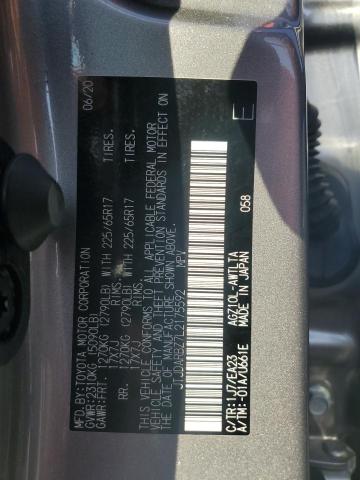 MFD. BY:
TOYOTA MOTOR CORPORATION 06/20
GVWR:2310KG (5090LB)
GAWR:FRT. 1270KG (2790LB) WITH 225/65R17 TIRES,
17X7J RIMS,
RR. 1270KG (2790LB) WITH 225/65R17 TIRES,
17X7J RIMS,
THIS VEHICLE CONFORMS TO ALL APPLICABLE FEDERAL MOTOR
VEHICLE SAFETY STANDARDS IN EFFECT ON
THE DATE OF MANUFACTURE SHOWN ABOVE.
MPV
C/TR:1J7/EA23 AGZ10L-AWTLTA
A/TM:-01A/U661E MADE IN JAPAN
058
E